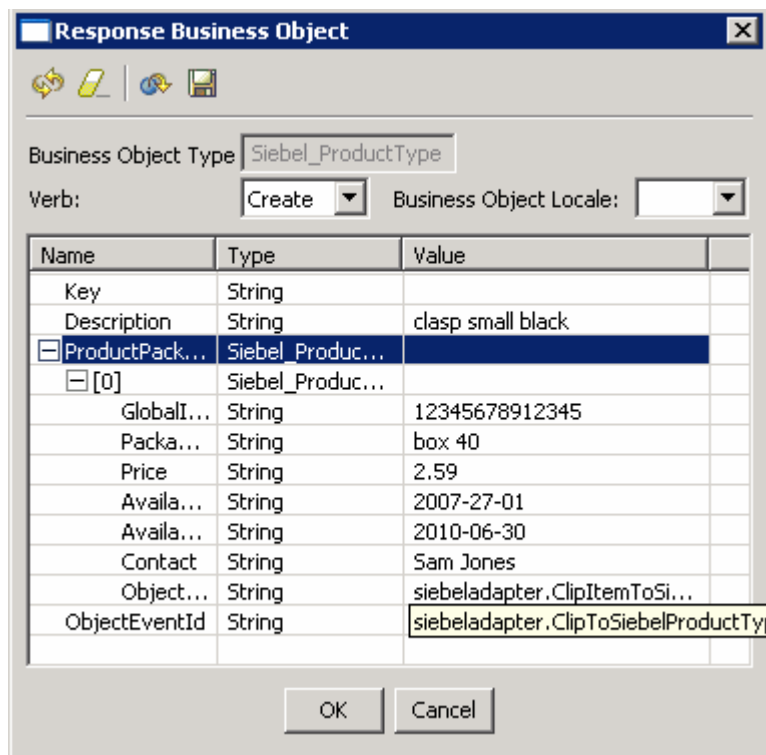 Response Business Object
Business Object Type Siebel_ProductType
Verb: Create Business Object Locale:
Name Type Value
Key String
Description String clasp small black
ProductPack... Siebel_Produc...
[0] Siebel_Produc...
GlobalI... String 12345678912345
Packa... String box 40
Price String 2.59
Availa... String 2007-27-01
Availa... String 2010-06-30
Contact String Sam Jones
Object... String siebeladapter.ClipItemToSi...
ObjectEventId String siebeladapter.ClipToSiebelProductTy
OK Cancel